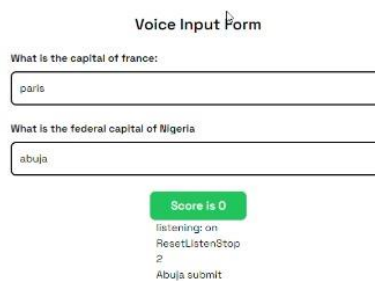 Voice Input Form
What is the capital of france:
paris
What is the federal capital of Nigeria
abuja
Score is 0
listening: on
ResetListenStop
2
Abuja submit